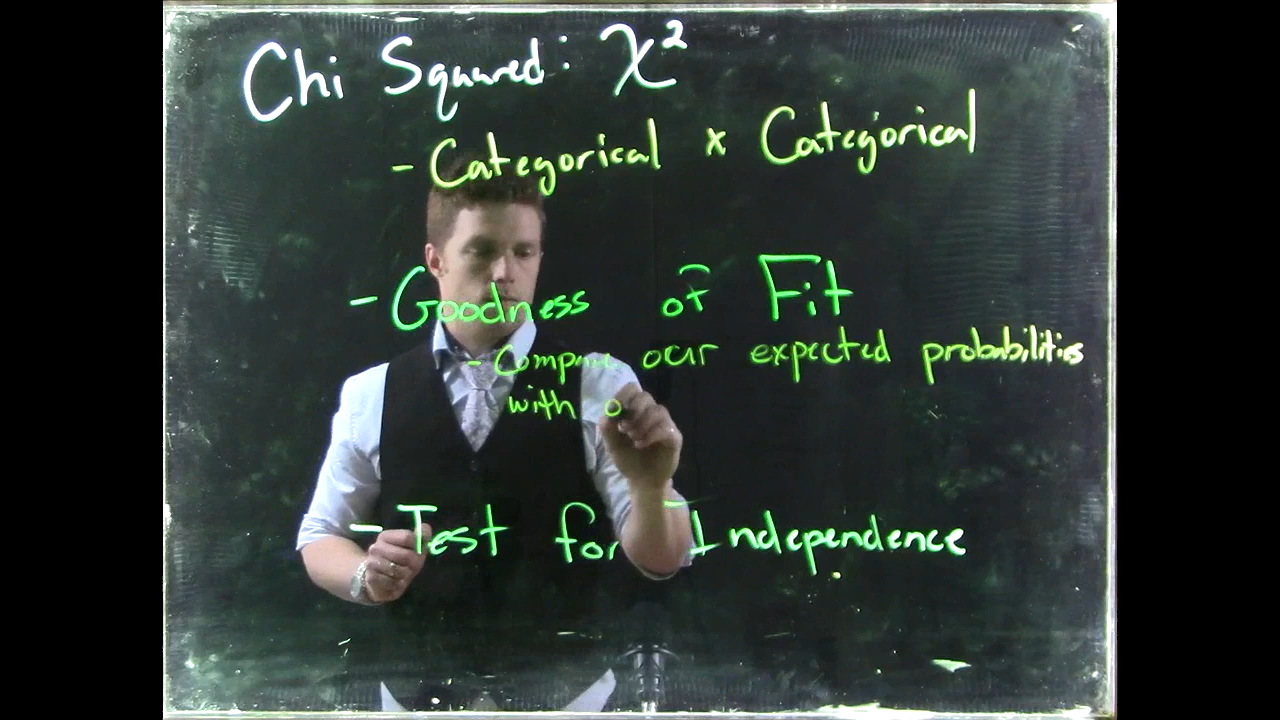 Chi Squared: χ²
- Categorical x Categorical
- Goodness of Fit
- Compare our expected probabilities
with o
- Test for Independence